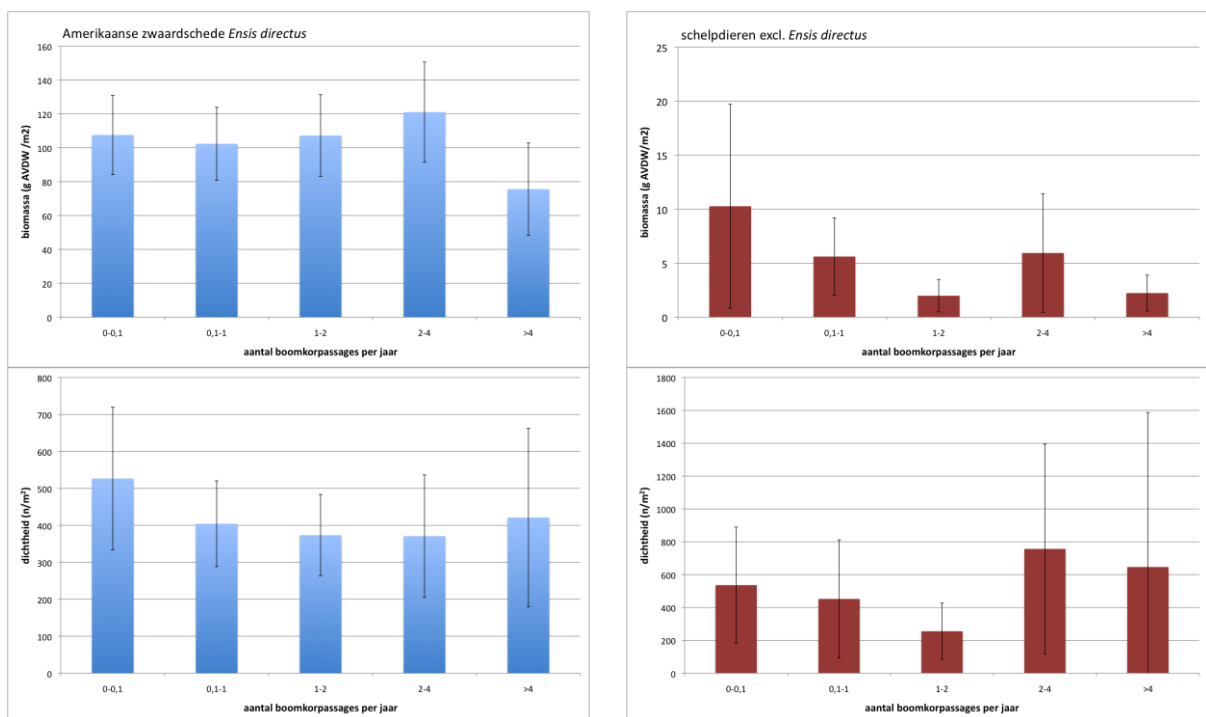 Amerikaanse zwaardschede Ensis directus
160
140
120
100
80
60
40
20
0
biomassa (g AVDW /m2)
0-0,1 0,1-1 1-2 2-4 >4
aantal boomkorpassages per jaar
schelpdieren excl. Ensis directus
25
20
15
10
5
0
biomassa (g AVDW/m2)
0-0,1 0,1-1 1-2 2-4 >4
aantal boomkorpassages per jaar
800
700
600
500
400
300
200
100
0
dichtheid (n/m²)
0-0,1 0,1-1 1-2 2-4 >4
aantal boomkorpassages per jaar
1800
1600
1400
1200
1000
800
600
400
200
0
dichtheid (n/m²)
0-0,1 0,1-1 1-2 2-4 >4
aantal boomkorpassages per jaar